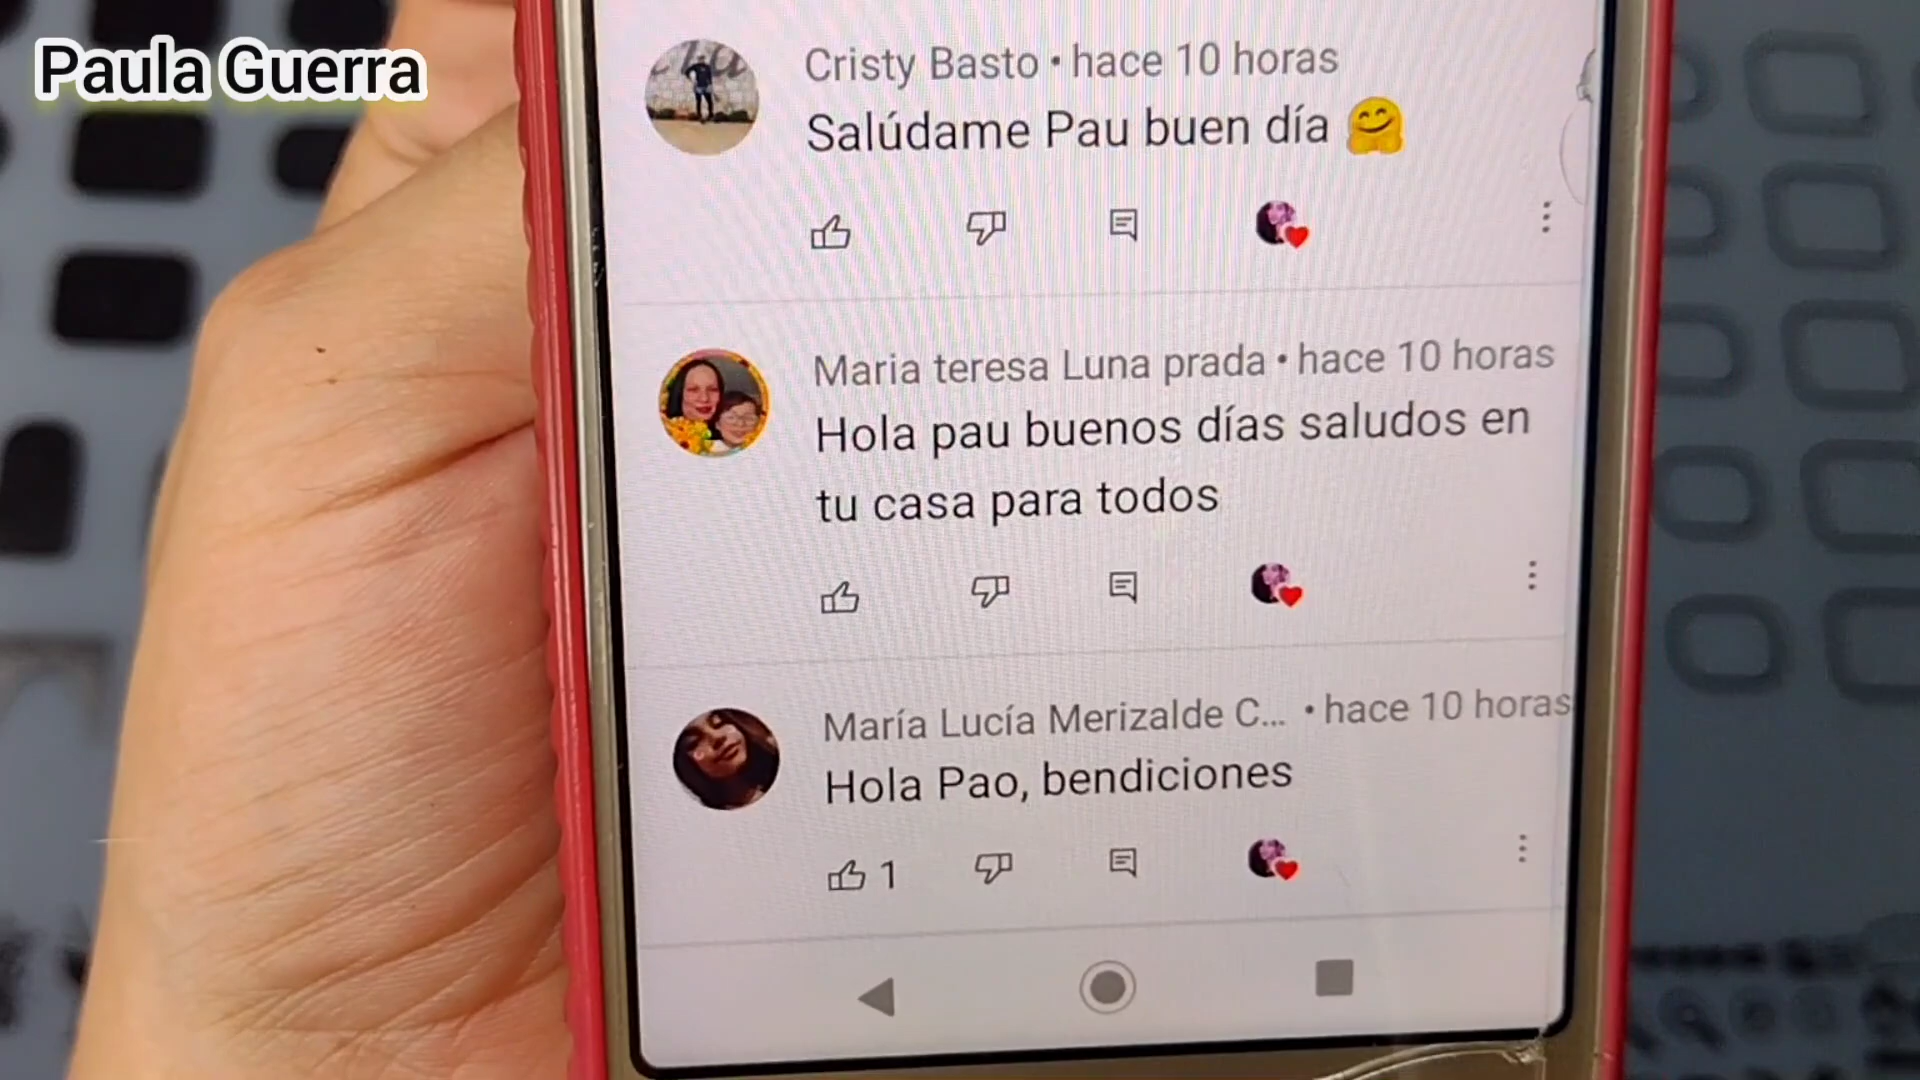 Paula Guerra
Cristy Basto • hace 10 horas
Salúdame Pau buen día 🤗
Maria teresa Luna prada • hace 10 horas
Hola pau buenos días saludos en
tu casa para todos
María Lucía Merizalde C... • hace 10 horas
Hola Pao, bendiciones
1